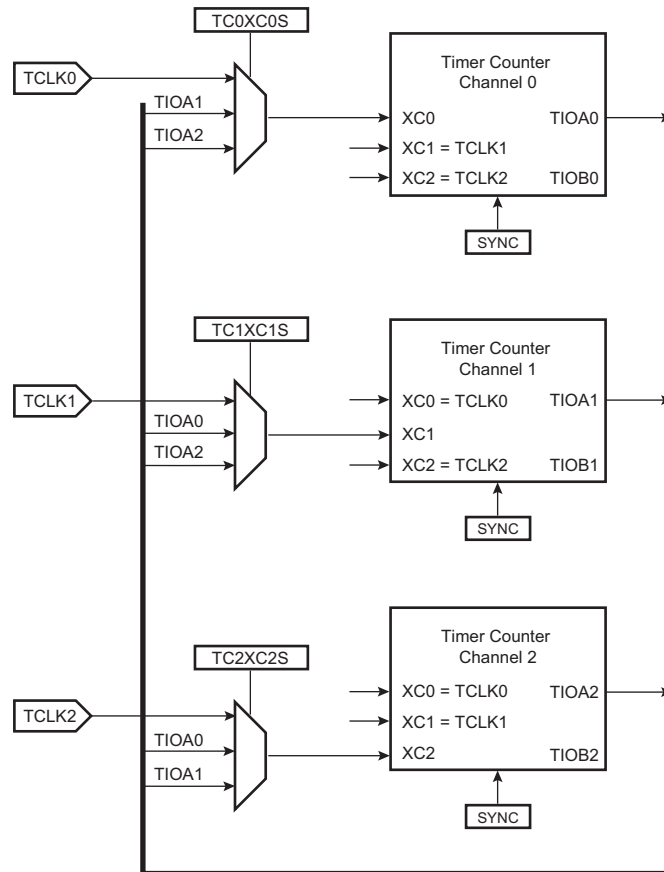 TC0XC0S
TCLK0
TIOA1
TIOA2
Timer Counter
Channel 0
XC0
TIOA0
XC1 = TCLK1
XC2 = TCLK2
TIOB0
SYNC
TC1XC1S
TCLK1
TIOA0
TIOA2
Timer Counter
Channel 1
XC0 = TCLK0
TIOA1
XC1
XC2 = TCLK2
TIOB1
SYNC
TC2XC2S
TCLK2
TIOA0
TIOA1
Timer Counter
Channel 2
XC0 = TCLK0
TIOA2
XC1 = TCLK1
XC2
TIOB2
SYNC